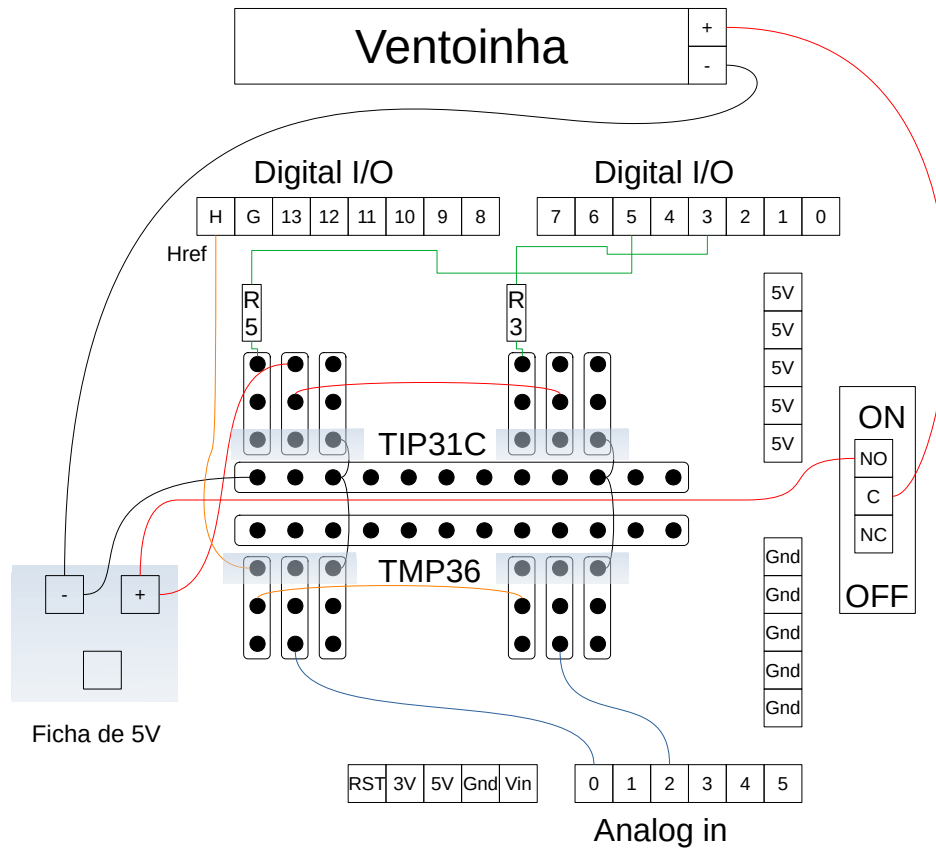 Ventoinha
+
-
Digital I/O
Digital I/O
H G 13 12 11 10 9 8
7 6 5 4 3 2 1 0
Href
R
5
R
3
5V
5V
5V
5V
5V
ON
NO
C
NC
OFF
TIP31C
TMP36
Gnd
Gnd
Gnd
Gnd
Gnd
- +
Ficha de 5V
RST 3V 5V Gnd Vin
0 1 2 3 4 5
Analog in